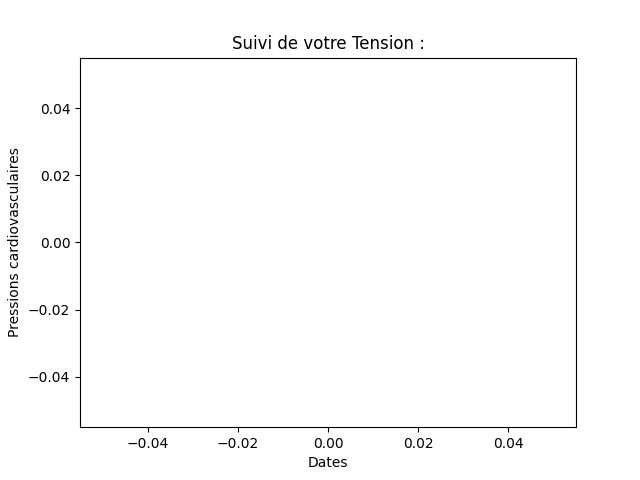 Suivi de votre Tension :
0.04
0.02
0.00
−0.02
−0.04
Pressions cardiovasculaires
−0.04 −0.02 0.00 0.02 0.04
Dates